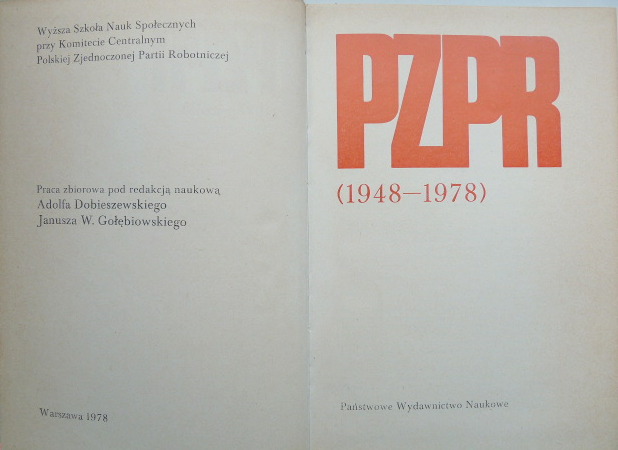 Wyższa Szkoła Nauk Społecznych
przy Komitecie Centralnym
Polskiej Zjednoczonej Partii Robotniczej
Praca zbiorowa pod redakcją naukową
Adolfa Dobieszewskiego
Janusza W. Gołębiowskiego
Warszawa 1978
PZPR
(1948—1978)
Państwowe Wydawnictwo Naukowe